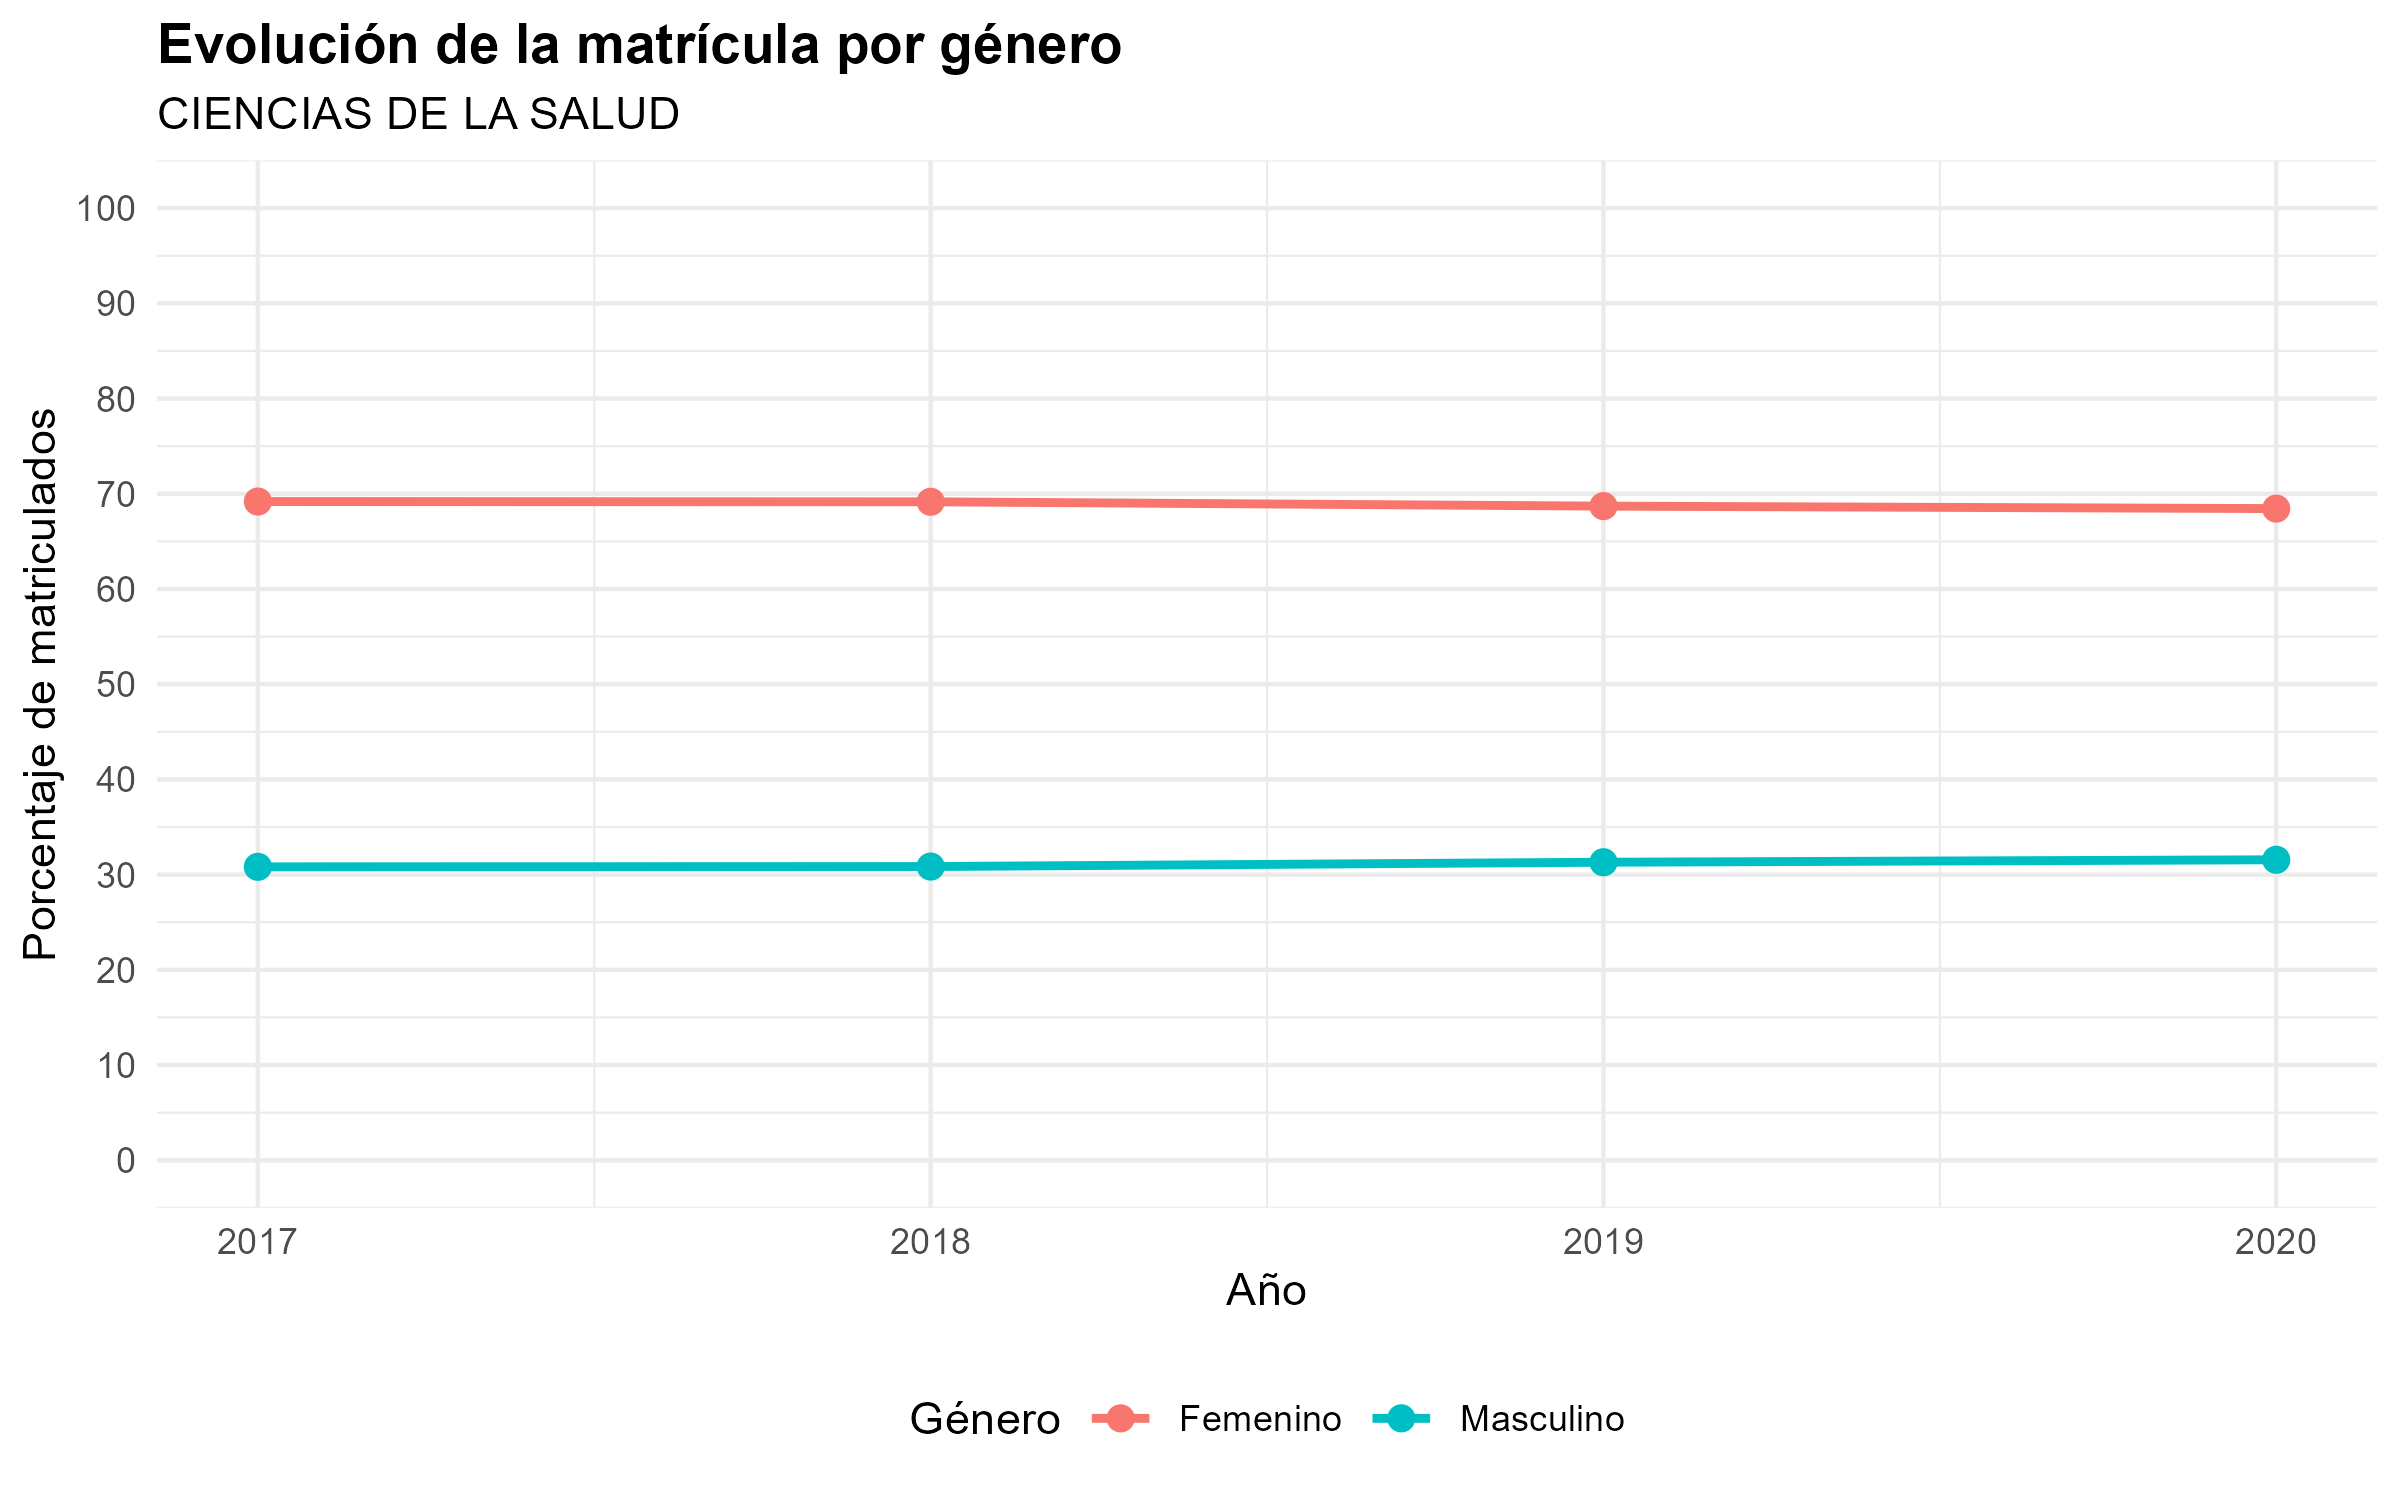 Evolución de la matrícula por género
CIENCIAS DE LA SALUD
Porcentaje de matriculados
100
90
80
70
60
50
40
30
20
10
0
2017 2018 2019 2020
Año
Género Femenino Masculino